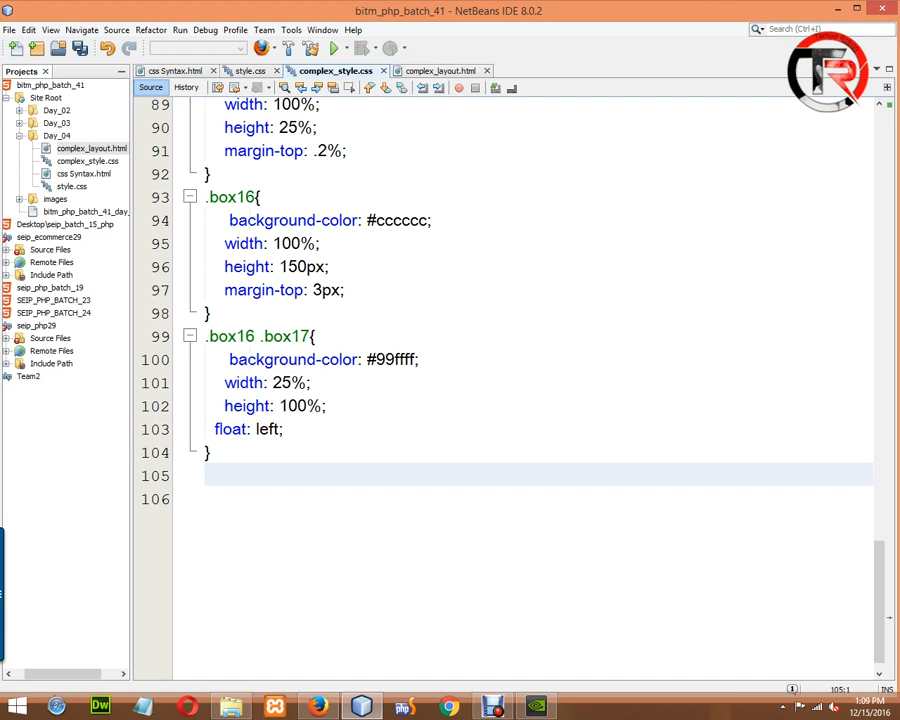 bitm_php_batch_41 - NetBeans IDE 8.0.2
File Edit View Navigate Source Refactor Run Debug Profile Team Tools Window Help
Search (Ctrl+I)
Projects
css Syntax.html
style.css
complex_style.css
complex_layout.html
Source
History
bitm_php_batch_41
Site Root
Day_02
Day_03
Day_04
complex_layout.html
complex_style.css
css Syntax.html
style.css
images
bitm_php_batch_41_day_
Desktop\seip_batch_15_php
seip_ecommerce29
Source Files
Remote Files
Include Path
seip_php_batch_19
SEIP_PHP_BATCH_23
SEIP_PHP_BATCH_24
seip_php29
Source Files
Remote Files
Include Path
Team2
89 width: 100%;
90 height: 25%;
91 margin-top: .2%;
92 }
93 .box16{
94 background-color: #cccccc;
95 width: 100%;
96 height: 150px;
97 margin-top: 3px;
98 }
99 .box16 .box17{
100 background-color: #99ffff;
101 width: 25%;
102 height: 100%;
103 float: left;
104 }
105
106
105:1
INS
Dw
php
1:09 PM
12/15/2016